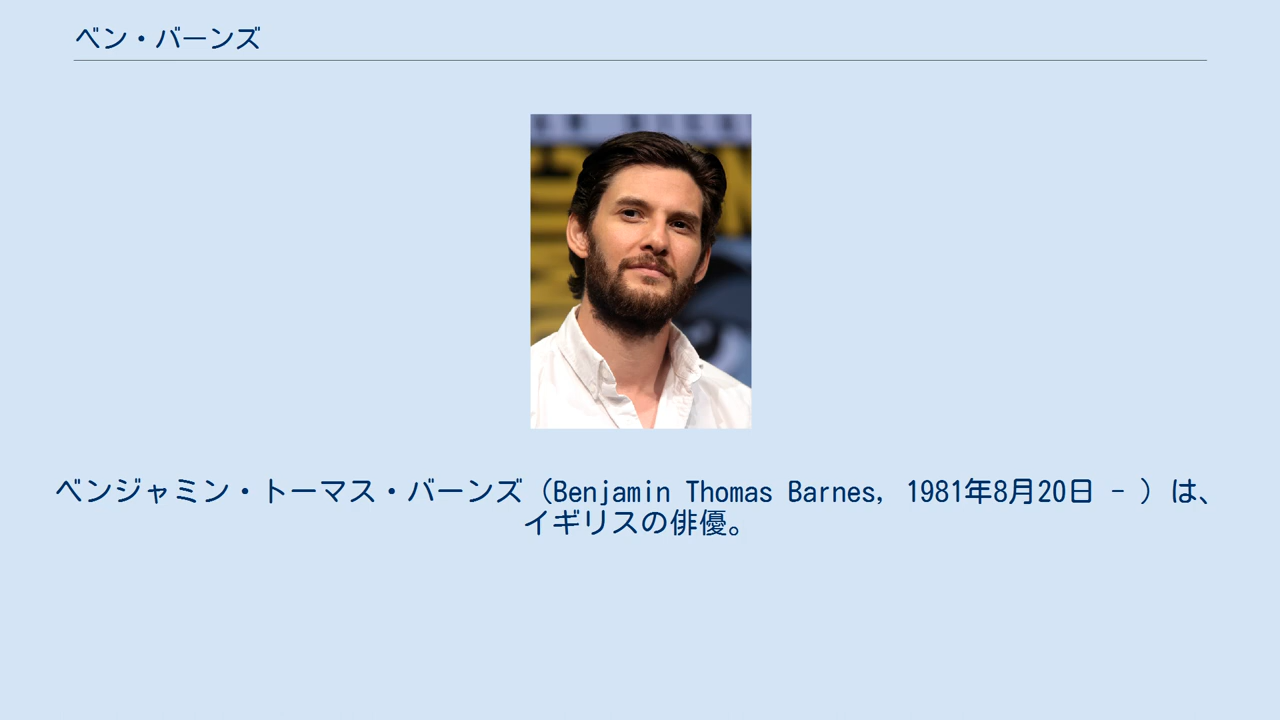 ベン・バーンズ
ベンジャミン・トーマス・バーンズ（Benjamin Thomas Barnes, 1981年8月20日 - ）は、
イギリスの俳優。